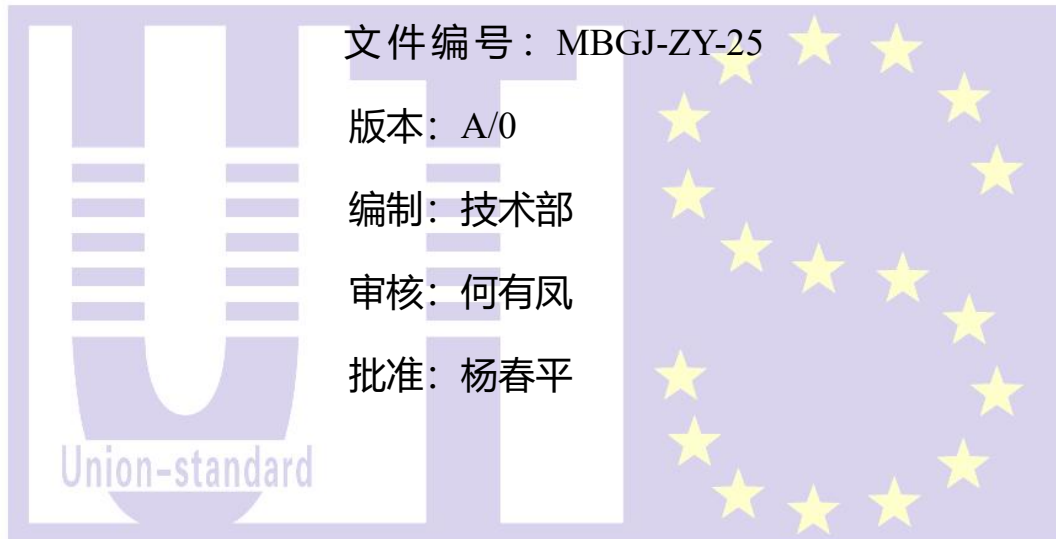 文件编号：MBGJ-ZY-25
版本：A/0
编制：技术部
审核：何有凤
批准：杨春平
Union-standard